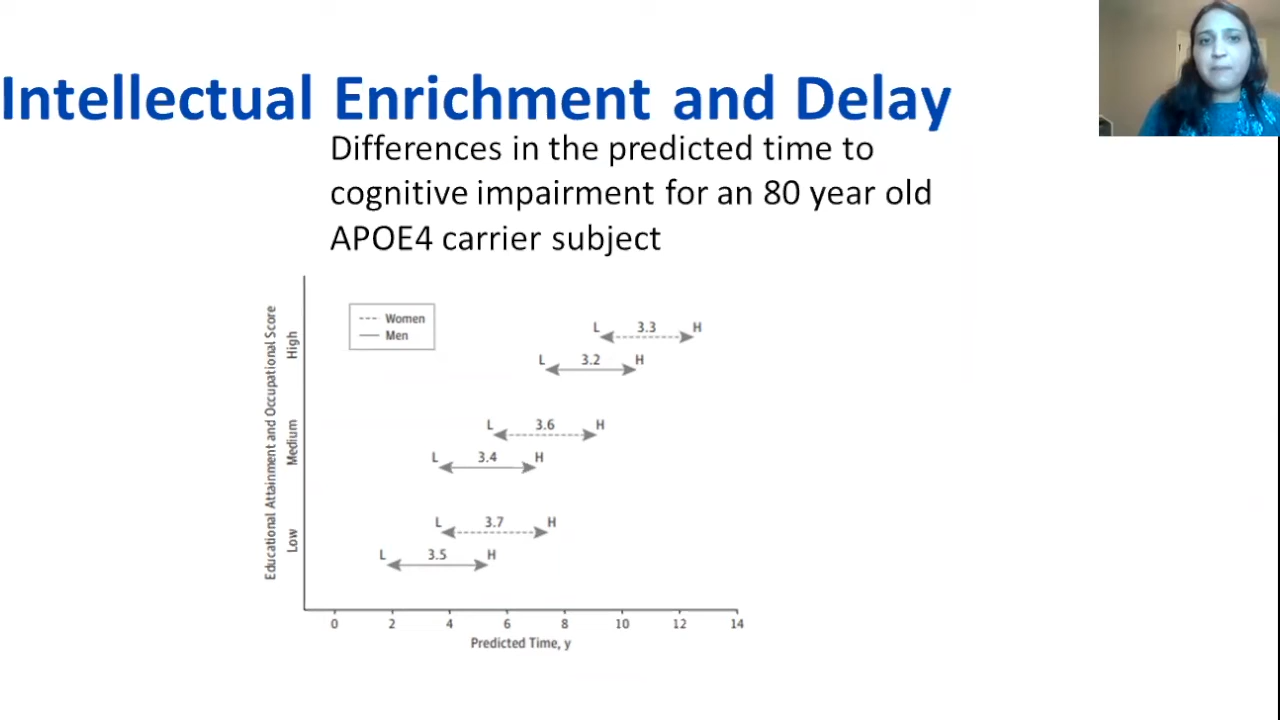 Intellectual Enrichment and Delay
Differences in the predicted time to
cognitive impairment for an 80 year old
APOE4 carrier subject
Educational Attainment and Occupational Score
High
Medium
Low
Women
Men
L 3.3 H
L 3.2 H
L 3.6 H
L 3.4 H
L 3.7 H
L 3.5 H
0 2 4 6 8 10 12 14
Predicted Time, y